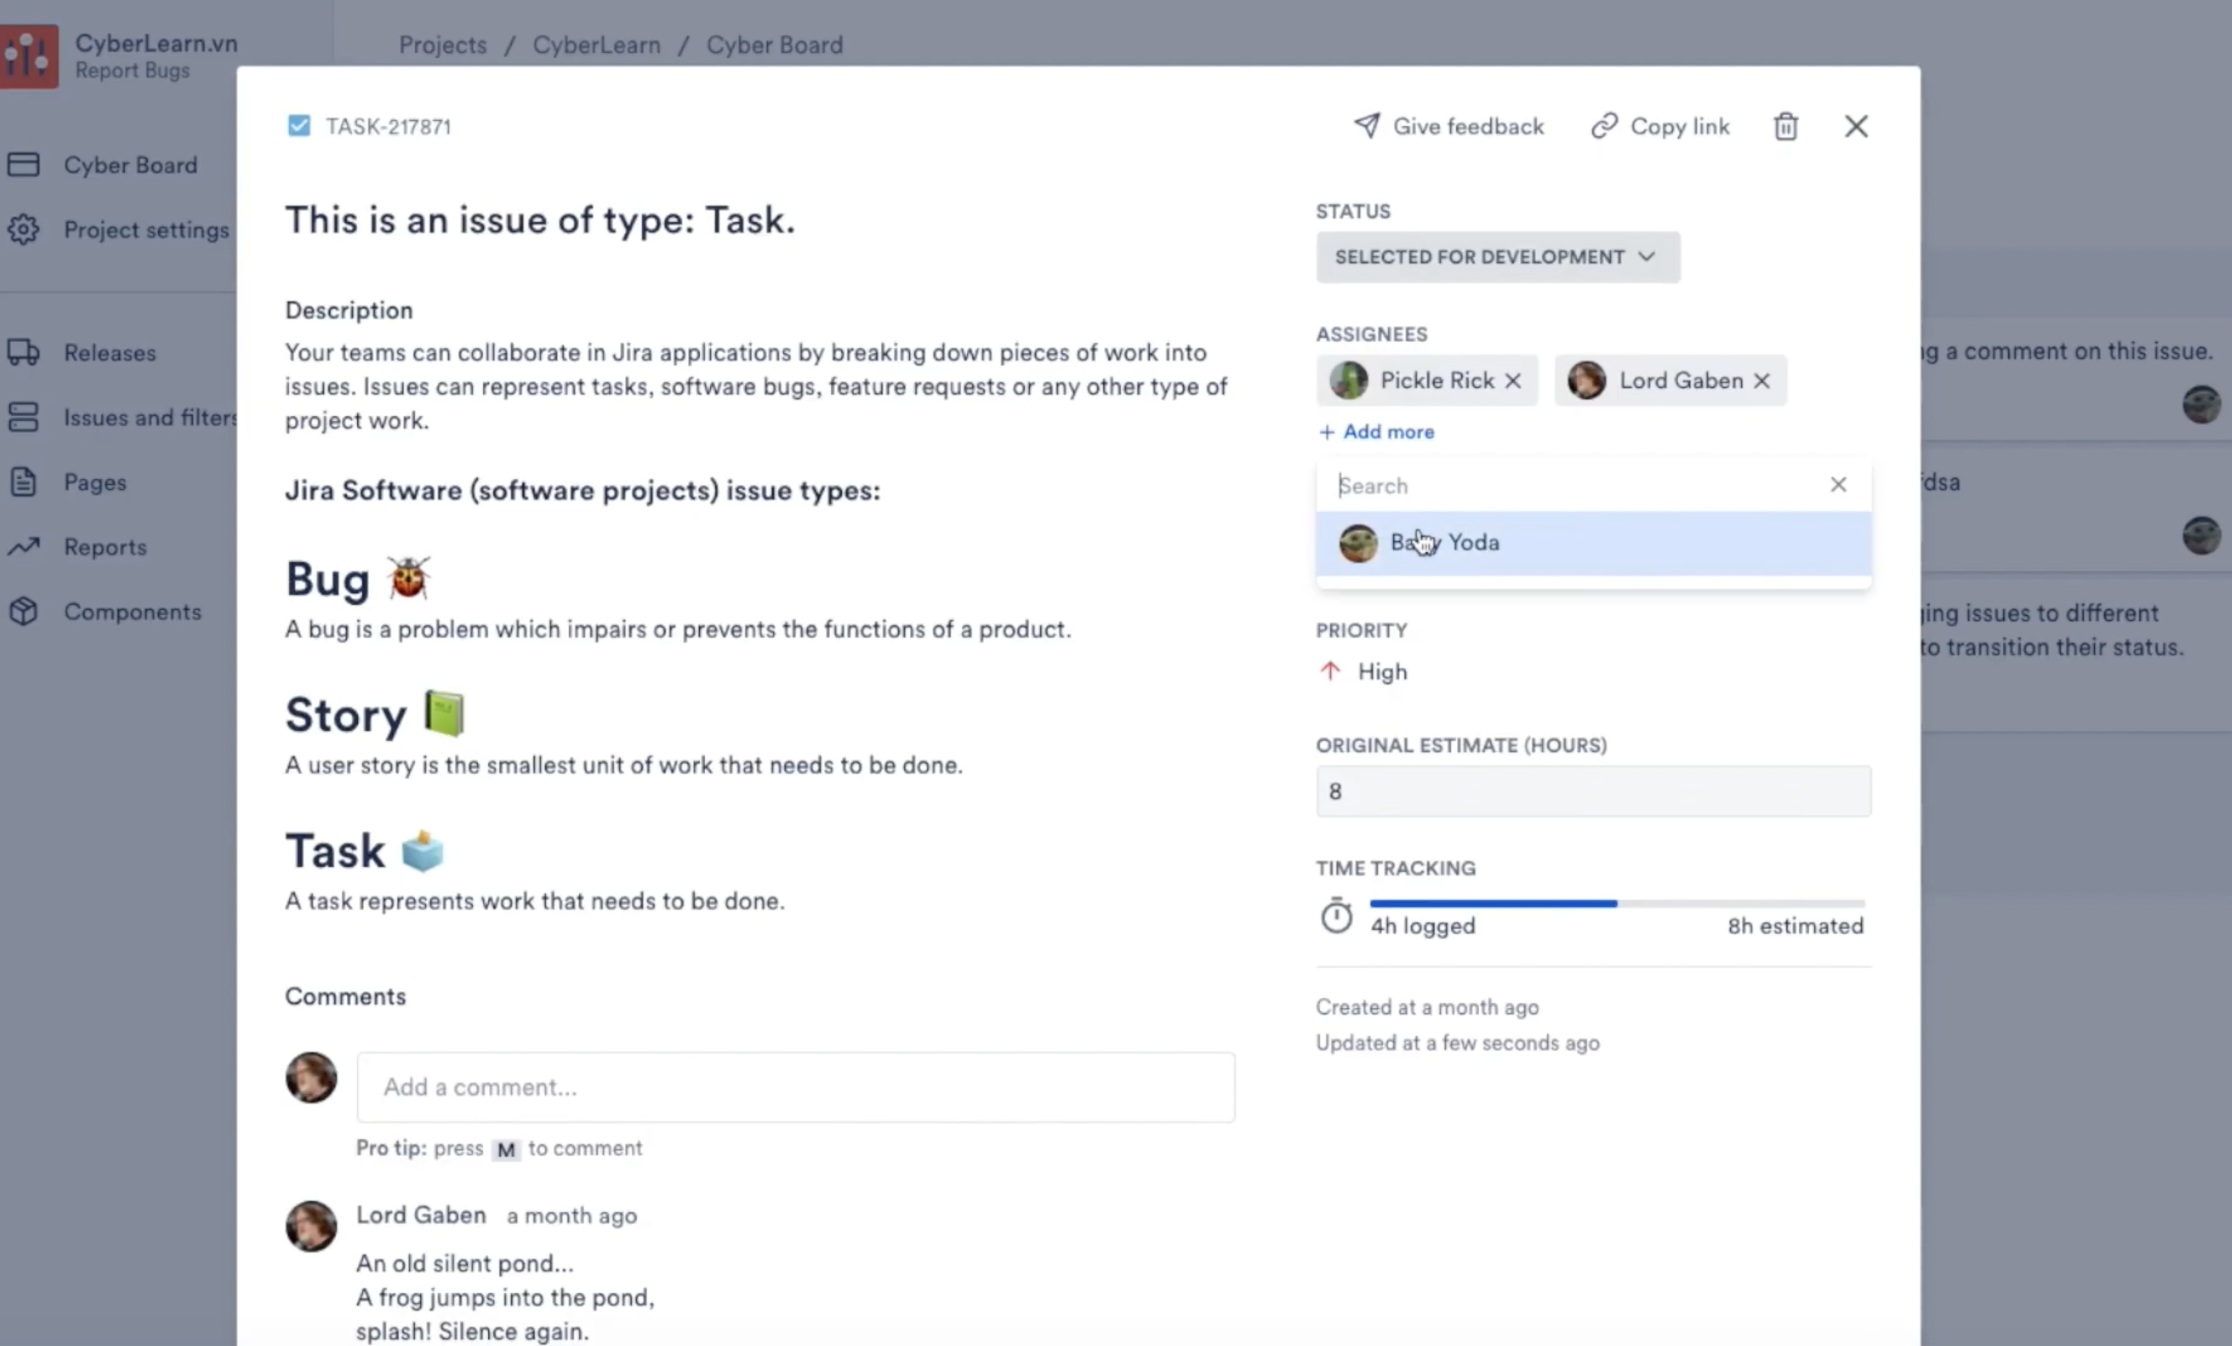 CyberLearn.vn
Report Bugs
Cyber Board
Project settings
Releases
Issues and filters
Pages
Reports
Components
Projects / CyberLearn / Cyber Board
TASK-217871
Give feedback
Copy link
This is an issue of type: Task.
Description
Your teams can collaborate in Jira applications by breaking down pieces of work into
issues. Issues can represent tasks, software bugs, feature requests or any other type of
project work.
Jira Software (software projects) issue types:
Bug
A bug is a problem which impairs or prevents the functions of a product.
Story
A user story is the smallest unit of work that needs to be done.
Task
A task represents work that needs to be done.
Comments
Add a comment...
Pro tip: press M to comment
Lord Gaben a month ago
An old silent pond...
A frog jumps into the pond,
splash! Silence again.
STATUS
SELECTED FOR DEVELOPMENT
ASSIGNEES
Pickle Rick
Lord Gaben
+ Add more
Search
Yoda
PRIORITY
High
ORIGINAL ESTIMATE (HOURS)
8
TIME TRACKING
4h logged
8h estimated
Created at a month ago
Updated at a few seconds ago
a comment on this issue.
issues to different
to transition their status.